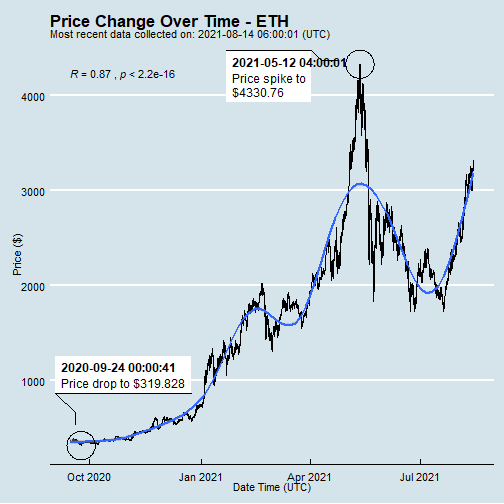 Price Change Over Time - ETH
Most recent data collected on: 2021-08-14 06:00:01 (UTC)
R = 0.87 , p < 2.2e-16
2021-05-12 04:00:01
Price spike to
$4330.76
4000
3000
2000
1000
Price ($)
2020-09-24 00:00:41
Price drop to $319.828
Oct 2020
Jan 2021
Apr 2021
Jul 2021
Date Time (UTC)